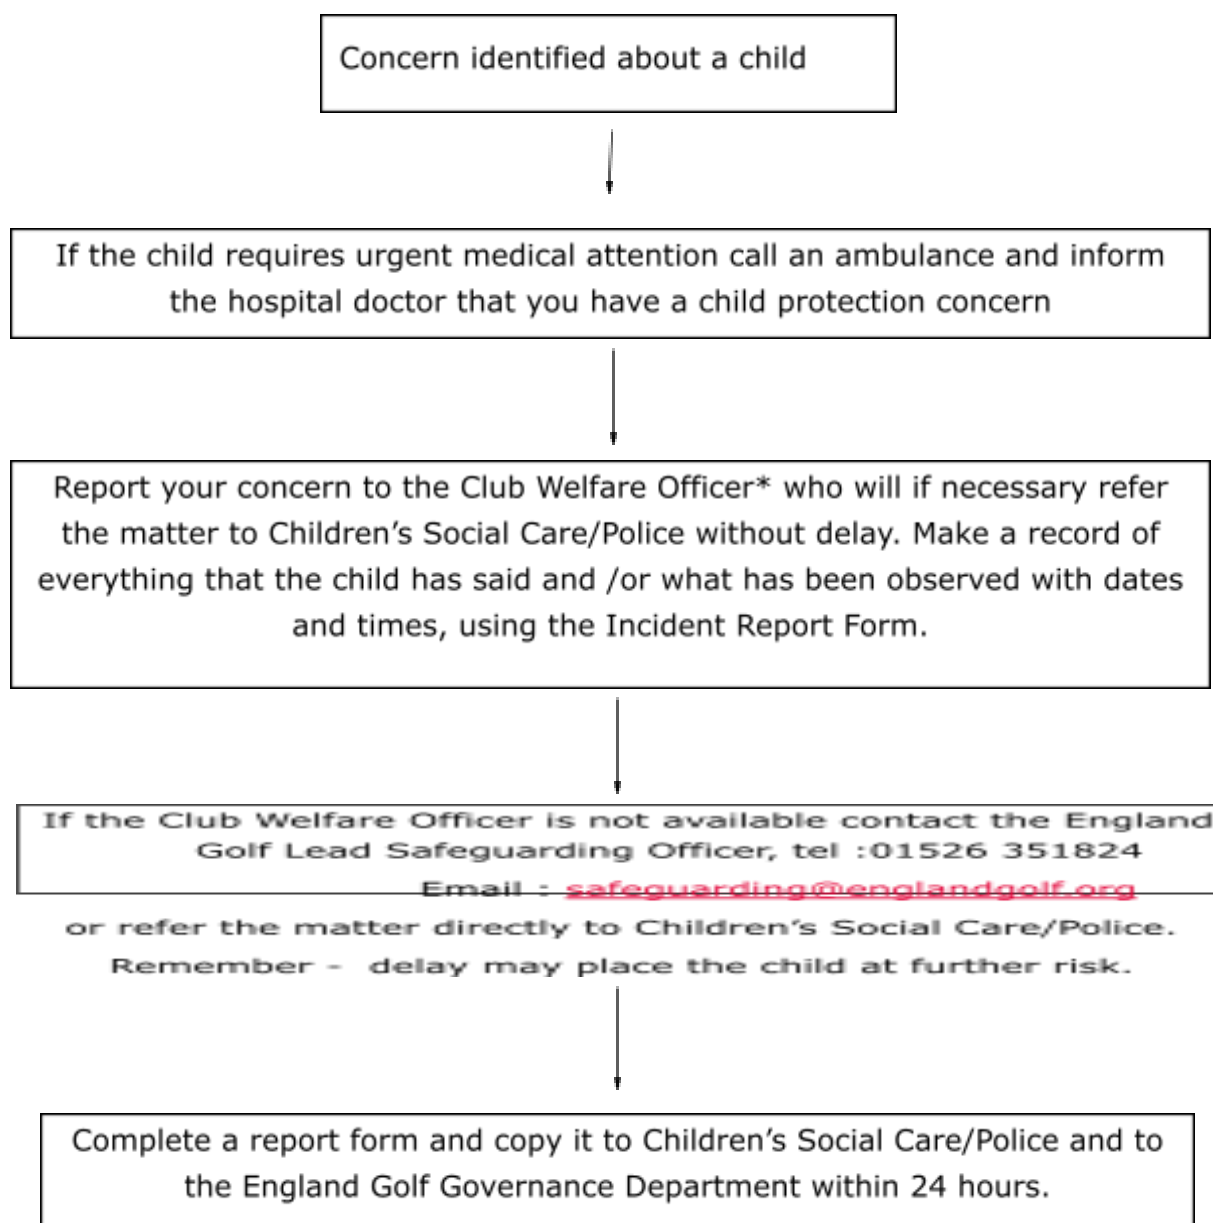 Concern identified about a child
If the child requires urgent medical attention call an ambulance and inform
the hospital doctor that you have a child protection concern
Report your concern to the Club Welfare Officer* who will if necessary refer
the matter to Children’s Social Care/Police without delay. Make a record of
everything that the child has said and /or what has been observed with dates
and times, using the Incident Report Form.
If the Club Welfare Officer is not available contact the England
Golf Lead Safeguarding Officer, tel :01526 351824
Email : safeguarding@englandgolf.org
or refer the matter directly to Children’s Social Care/Police.
Remember -  delay may place the child at further risk.
Complete a report form and copy it to Children’s Social Care/Police and to
the England Golf Governance Department within 24 hours.